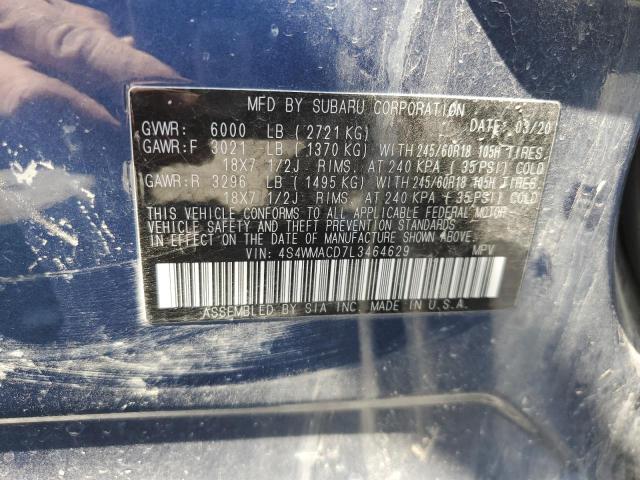 MFD BY SUBARU CORPORATION
GVWR: 6000 LB ( 2721 KG) DATE: 03/20
GAWR:F 3021 LB ( 1370 KG) WITH 245/60R18 105H TIRES.
18X7 1/2J RIMS. AT 240 KPA ( 35 PSI) COLD
GAWR:R 3296 LB ( 1495 KG) WITH 245/60R18 105H TIRES.
18X7 1/2J RIMS. AT 240 KPA ( 35 PSI) COLD
THIS VEHICLE CONFORMS TO ALL APPLICABLE FEDERAL MOTOR
VEHICLE SAFETY AND THEFT PREVENTION STANDARDS
IN EFFECT ON THE DATE OF MANUFACTURE SHOWN ABOVE.
VIN: 4S4WMACD7L3464629 MPV
ASSEMBLED BY SIA INC. MADE IN U.S.A.